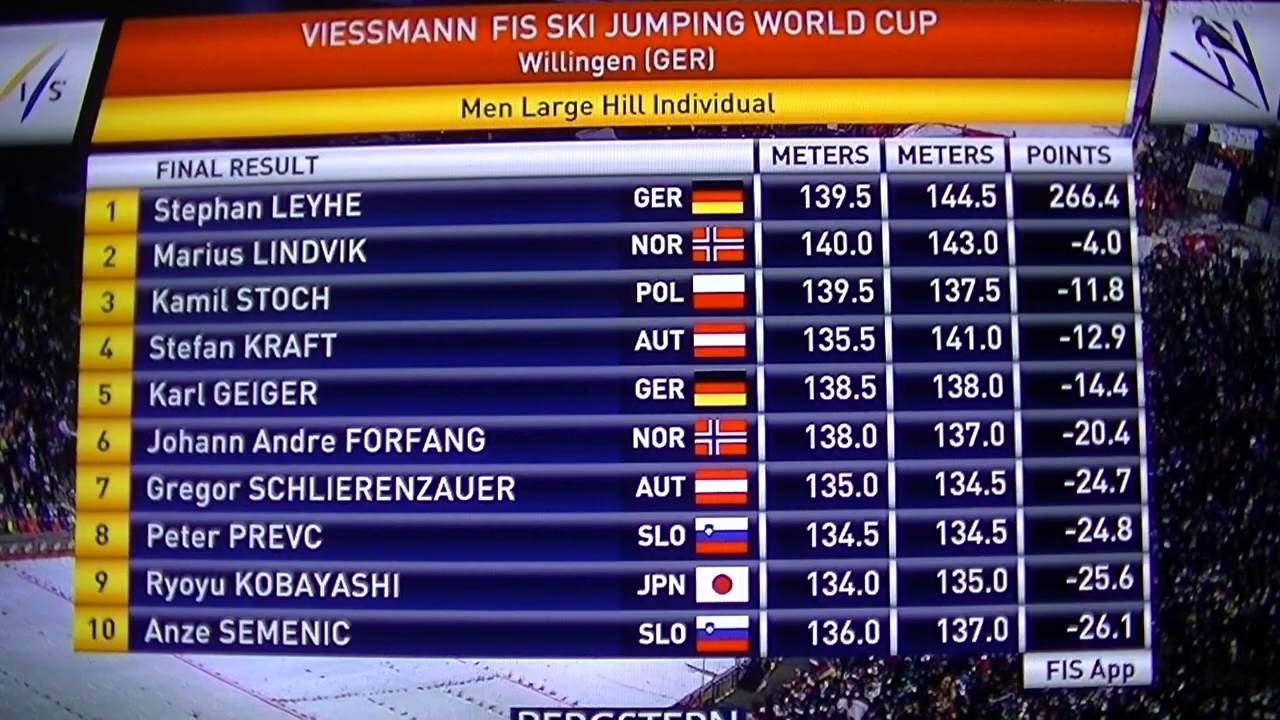 VIESSMANN FIS SKI JUMPING WORLD CUP
Willingen (GER)
Men Large Hill Individual
FINAL RESULT METERS METERS POINTS
1 Stephan LEYHE GER 139.5 144.5 266.4
2 Marius LINDVIK NOR 140.0 143.0 -4.0
3 Kamil STOCH POL 139.5 137.5 -11.8
4 Stefan KRAFT AUT 135.5 141.0 -12.9
5 Karl GEIGER GER 138.5 138.0 -14.4
6 Johann Andre FORFANG NOR 138.0 137.0 -20.4
7 Gregor SCHLIERENZAUER AUT 135.0 134.5 -24.7
8 Peter PREVC SLO 134.5 134.5 -24.8
9 Ryoyu KOBAYASHI JPN 134.0 135.0 -25.6
10 Anze SEMENIC SLO 136.0 137.0 -26.1
FIS App